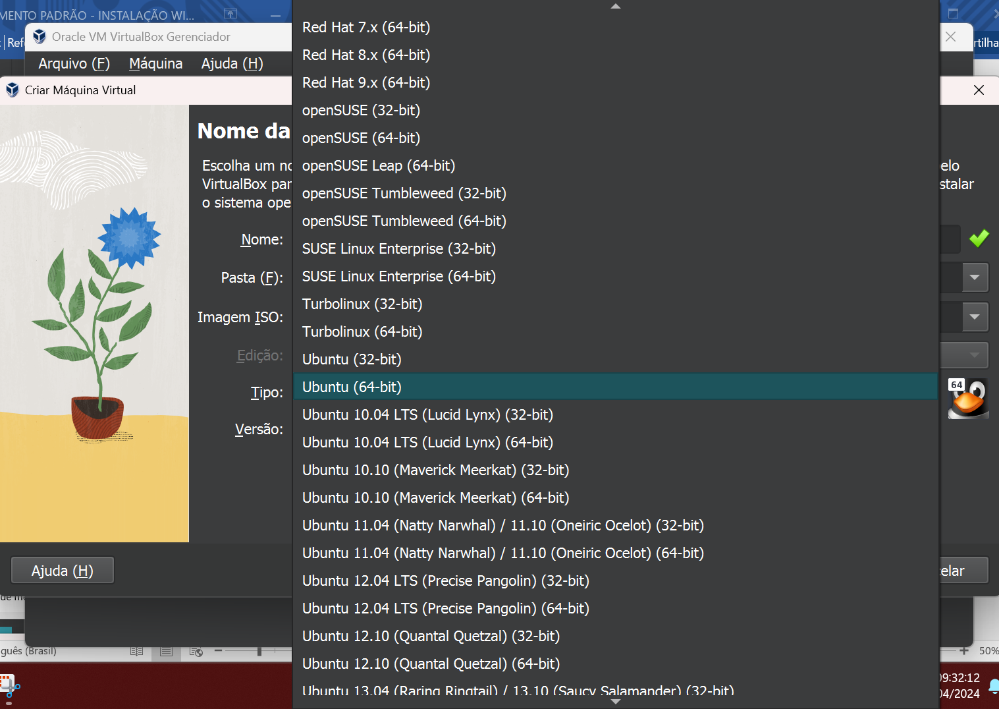 MENTO PADRÃO - INSTALAÇÃO WI...
Oracle VM VirtualBox Gerenciador
Ref
rtilha
Arquivo (F) Máquina Ajuda (H)
Criar Máquina Virtual
Nome da
Escolha um no
VirtualBox par
o sistema ope
elo
stalar
Nome:
Pasta (F):
Imagem ISO:
Edição:
Tipo:
Versão:
Red Hat 7.x (64-bit)
Red Hat 8.x (64-bit)
Red Hat 9.x (64-bit)
openSUSE (32-bit)
openSUSE (64-bit)
openSUSE Leap (64-bit)
openSUSE Tumbleweed (32-bit)
openSUSE Tumbleweed (64-bit)
SUSE Linux Enterprise (32-bit)
SUSE Linux Enterprise (64-bit)
Turbolinux (32-bit)
Turbolinux (64-bit)
Ubuntu (32-bit)
Ubuntu (64-bit)
Ubuntu 10.04 LTS (Lucid Lynx) (32-bit)
Ubuntu 10.04 LTS (Lucid Lynx) (64-bit)
Ubuntu 10.10 (Maverick Meerkat) (32-bit)
Ubuntu 10.10 (Maverick Meerkat) (64-bit)
Ubuntu 11.04 (Natty Narwhal) / 11.10 (Oneiric Ocelot) (32-bit)
Ubuntu 11.04 (Natty Narwhal) / 11.10 (Oneiric Ocelot) (64-bit)
Ubuntu 12.04 LTS (Precise Pangolin) (32-bit)
Ubuntu 12.04 LTS (Precise Pangolin) (64-bit)
Ubuntu 12.10 (Quantal Quetzal) (32-bit)
Ubuntu 12.10 (Quantal Quetzal) (64-bit)
Ubuntu 13.04 (Raring Ringtail) / 13.10 (Saucy Salamander) (32-bit)
64
Ajuda (H)
elar
guês (Brasil)
50%
09:32:12
04/2024